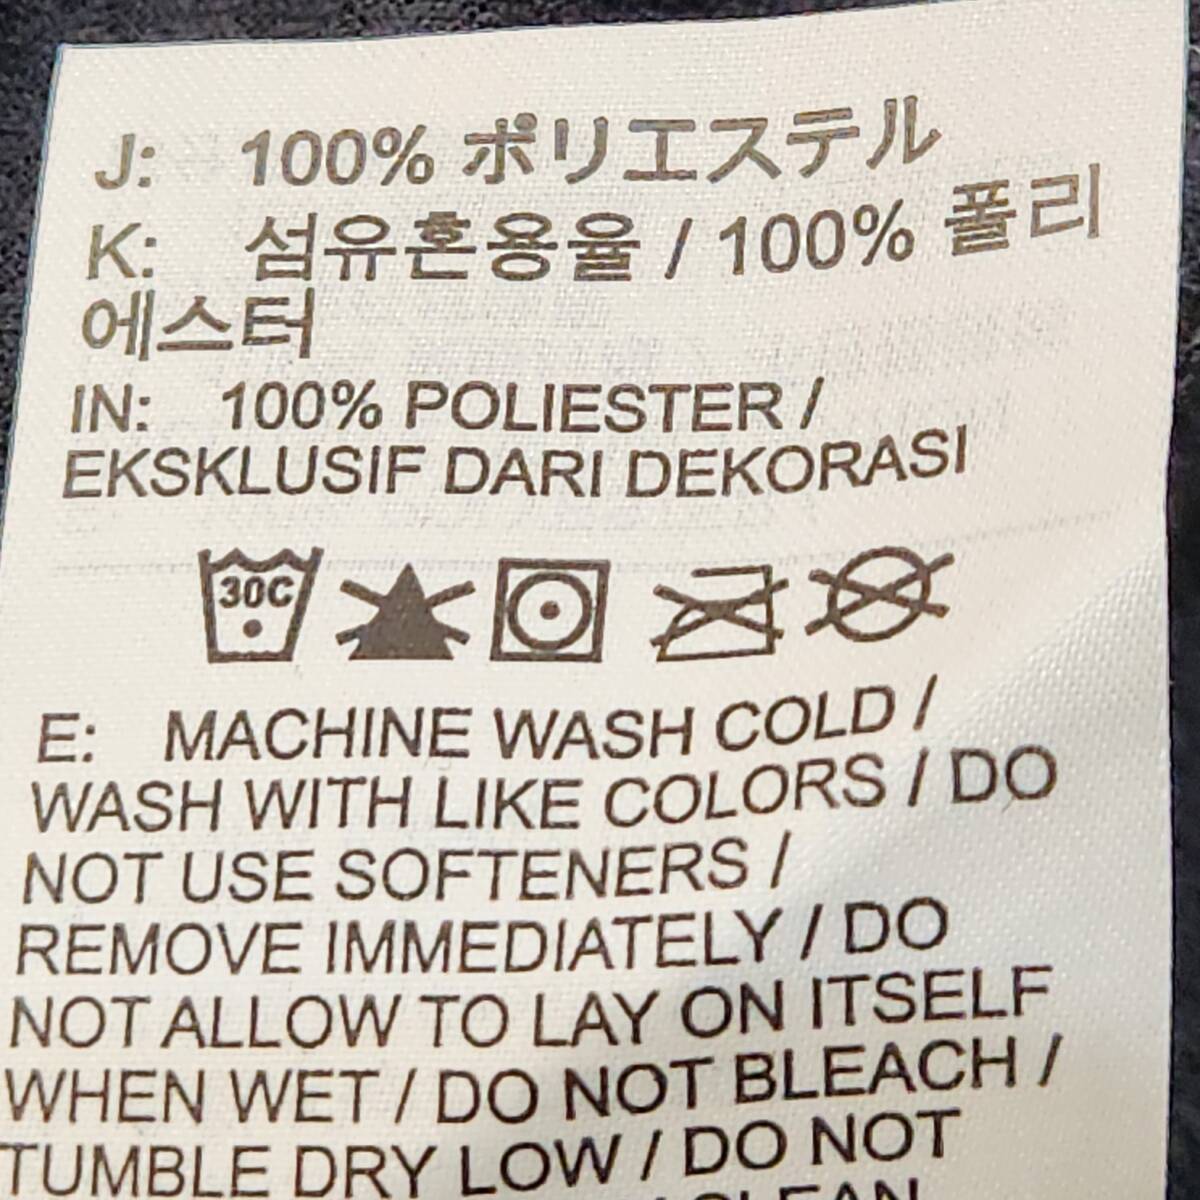 J: 100% ポリエステル
K: 섬유혼용율 / 100% 폴리
에스터
IN: 100% POLIESTER /
EKSKLUSIF DARI DEKORASI
30C
E: MACHINE WASH COLD /
WASH WITH LIKE COLORS / DO
NOT USE SOFTENERS /
REMOVE IMMEDIATELY / DO
NOT ALLOW TO LAY ON ITSELF
WHEN WET / DO NOT BLEACH /
TUMBLE DRY LOW / DO NOT